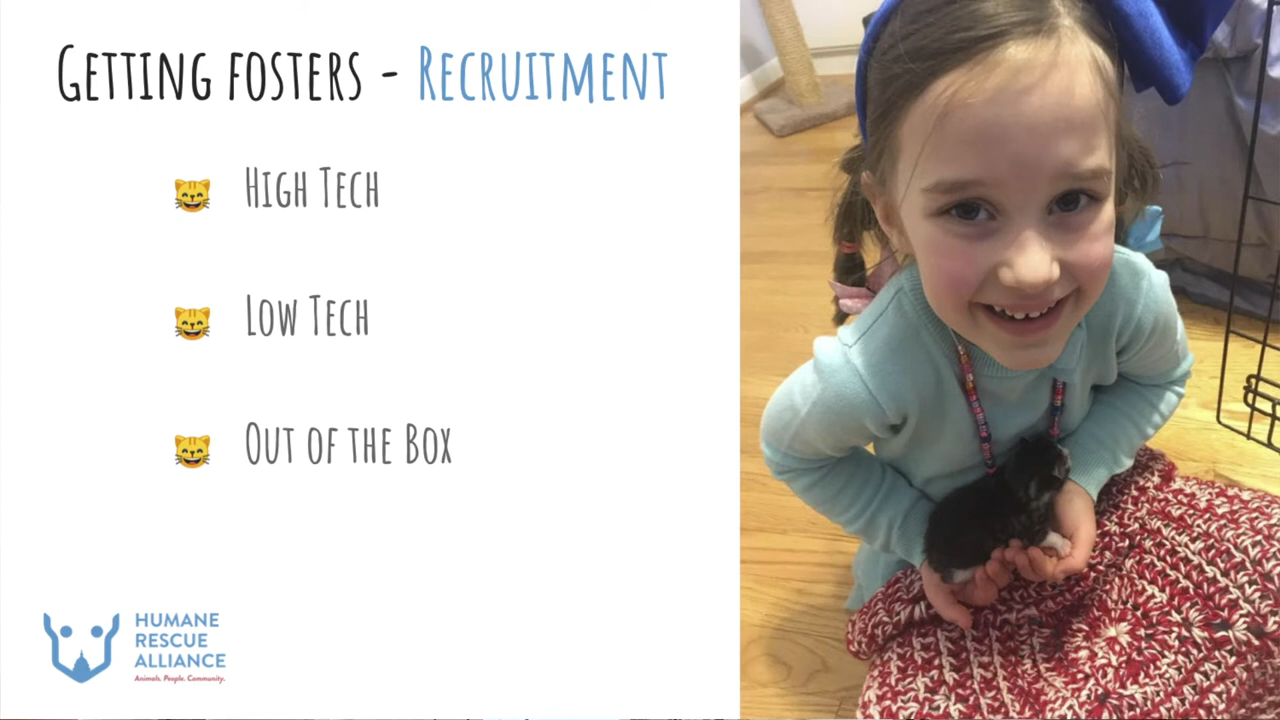 Getting fosters - Recruitment
High Tech
Low Tech
Out of the Box
HUMANE
RESCUE
ALLIANCE
Animals. People. Community.